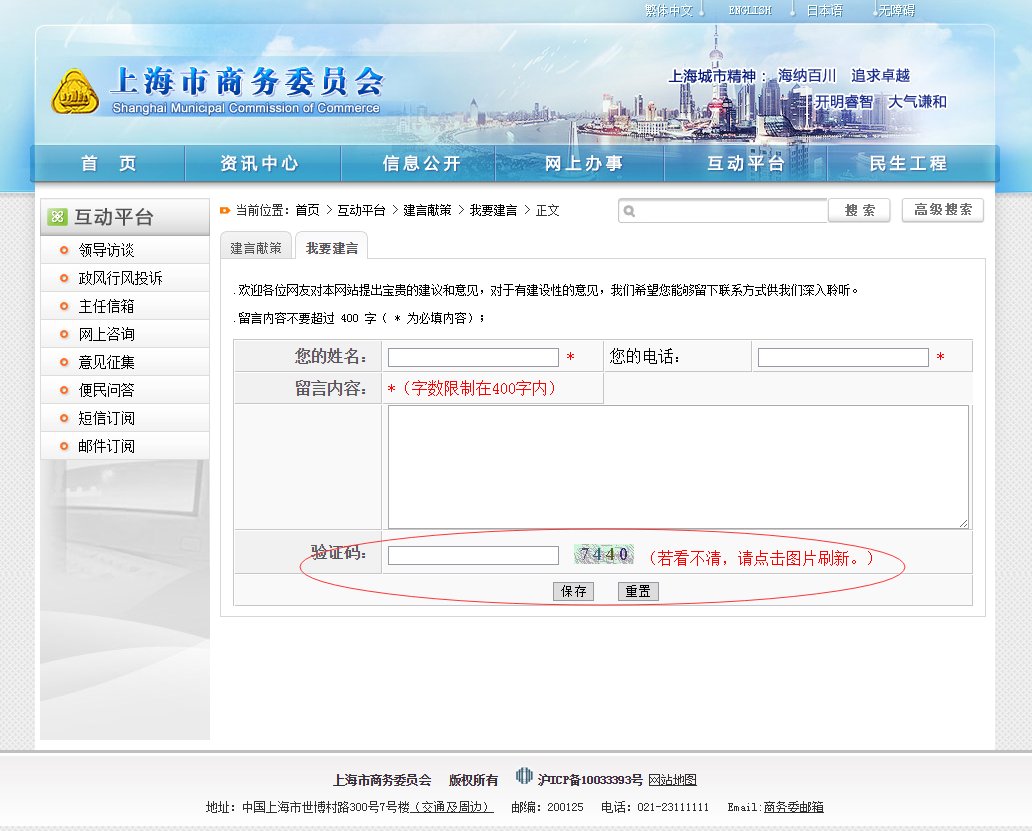 繁体中文 ENGLISH 日本语 无障碍
上海市商务委员会
Shanghai Municipal Commission of Commerce
上海城市精神： 海纳百川 追求卓越
开明睿智 大气谦和
首 页 资讯中心 信息公开 网上办事 互动平台 民生工程
互动平台
领导访谈
政风行风投诉
主任信箱
网上咨询
意见征集
便民问答
短信订阅
邮件订阅
当前位置：首页 > 互动平台 > 建言献策 > 我要建言 > 正文
搜 索 高级搜索
建言献策 我要建言
.欢迎各位网友对本网站提出宝贵的建议和意见，对于有建设性的意见，我们希望您能够留下联系方式供我们深入聆听。
.留言内容不要超过 400 字（ * 为必填内容）；
您的姓名： * 您的电话： *
留言内容： *（字数限制在400字内）
验证码： 7440 （若看不清，请点击图片刷新。）
保存 重置
上海市商务委员会 版权所有 沪ICP备10033393号 网站地图
地址：中国上海市世博村路300号7号楼（交通及周边） 邮编：200125 电话：021-23111111 Email:商务委邮箱